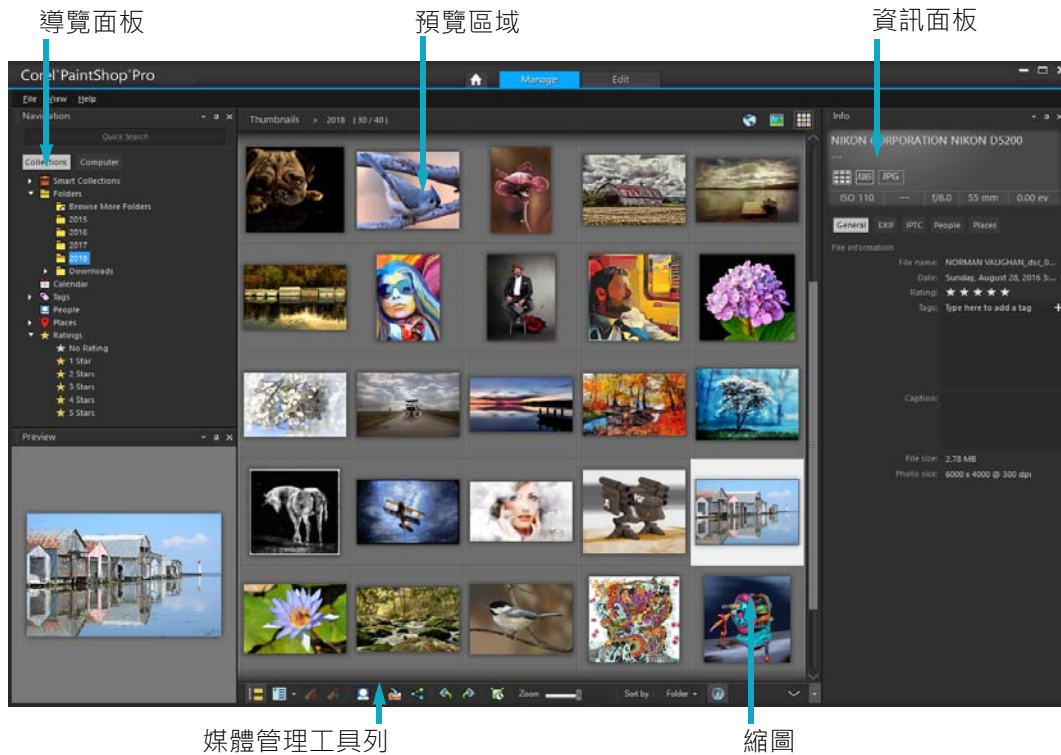 導覽面板
預覽區域
資訊面板
Corel PaintShop Pro
Manage
Edit
File View Help
Navigation
Quick Search
Collections Computer
Smart Collections
Folders
Browse More Folders
2015
2016
2017
2018
Downloads
Calendar
Tags
People
Places
Ratings
No Rating
1 Star
2 Stars
3 Stars
4 Stars
5 Stars
Preview
Thumbnails > 2018 (30 / 40)
Zoom
Sort by : Folder
Info
NIKON CORPORATION NIKON D5200
---
JPG
ISO 110 --- f/8.0 55 mm 0.00 ev
General EXIF IPTC People Places
File information
File name: NORMAN VAUGHAN_dsc_0...
Date: Sunday, August 28, 2016 3:...
Rating:
Tags: Type here to add a tag +
Caption:
File size: 2.78 MB
Photo size: 6000 x 4000 @ 300 dpi
媒體管理工具列
縮圖